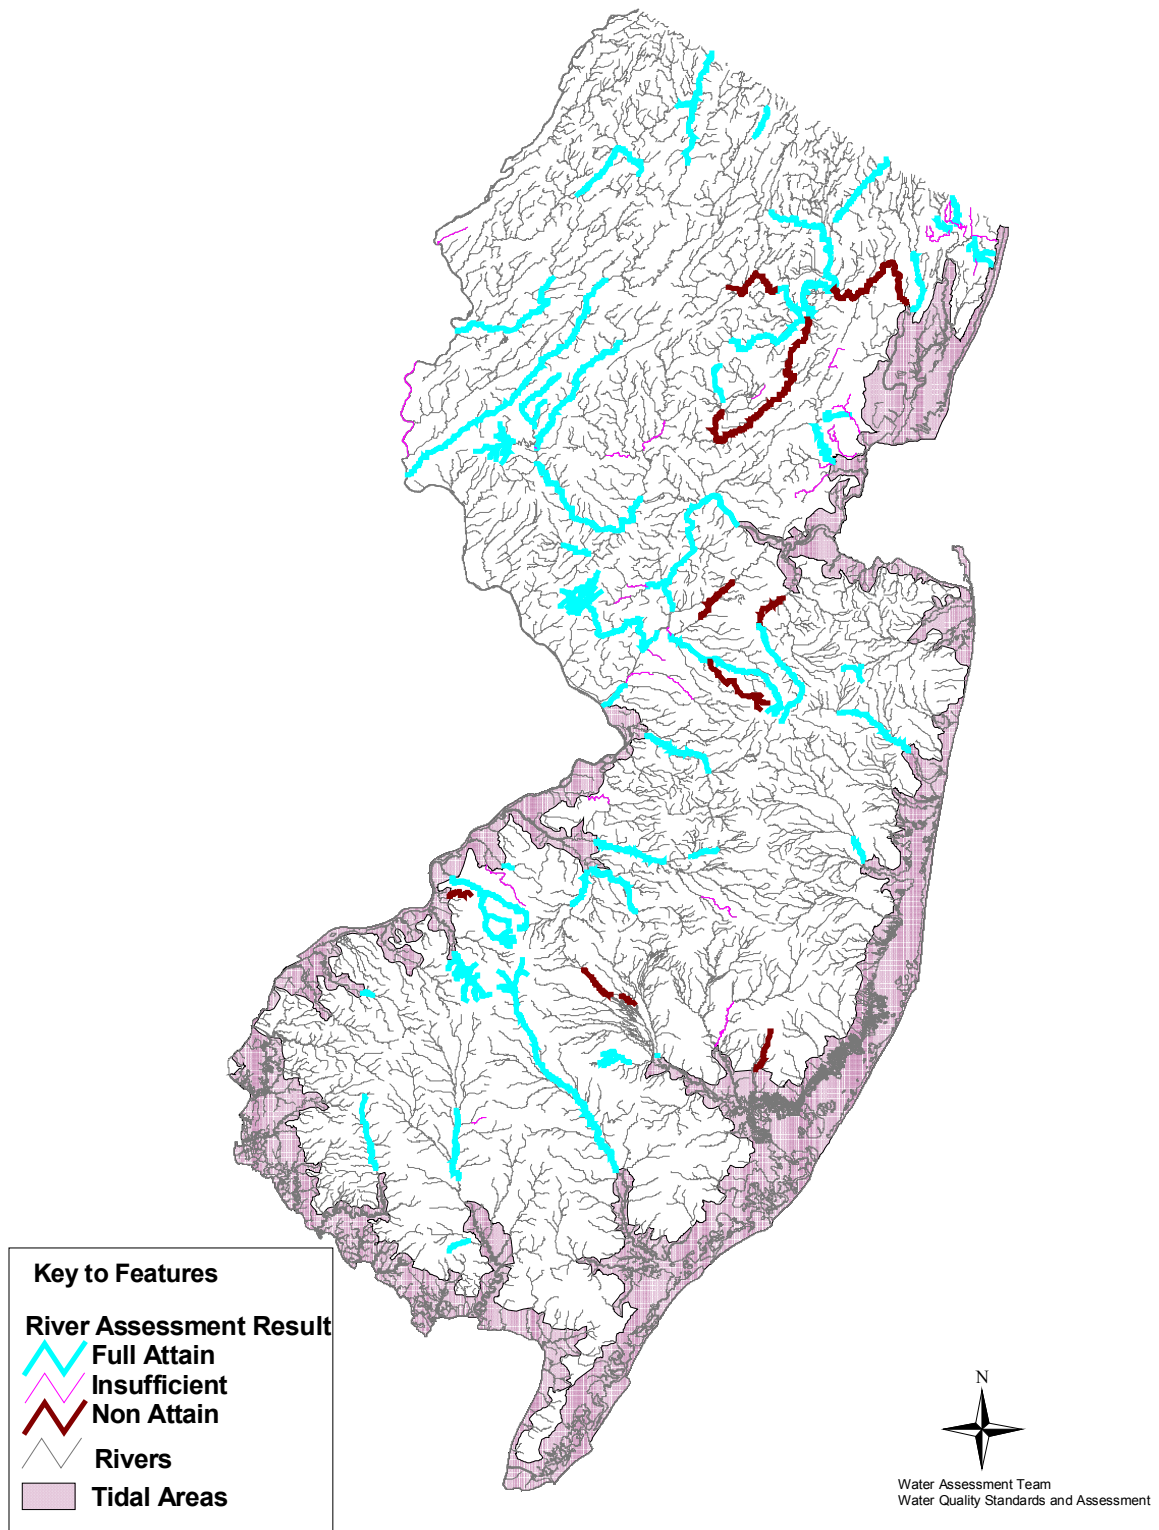 Key to Features
River Assessment Result
Full Attain
Insufficient
Non Attain
Rivers
Tidal Areas
N
Water Assessment Team
Water Quality Standards and Assessment